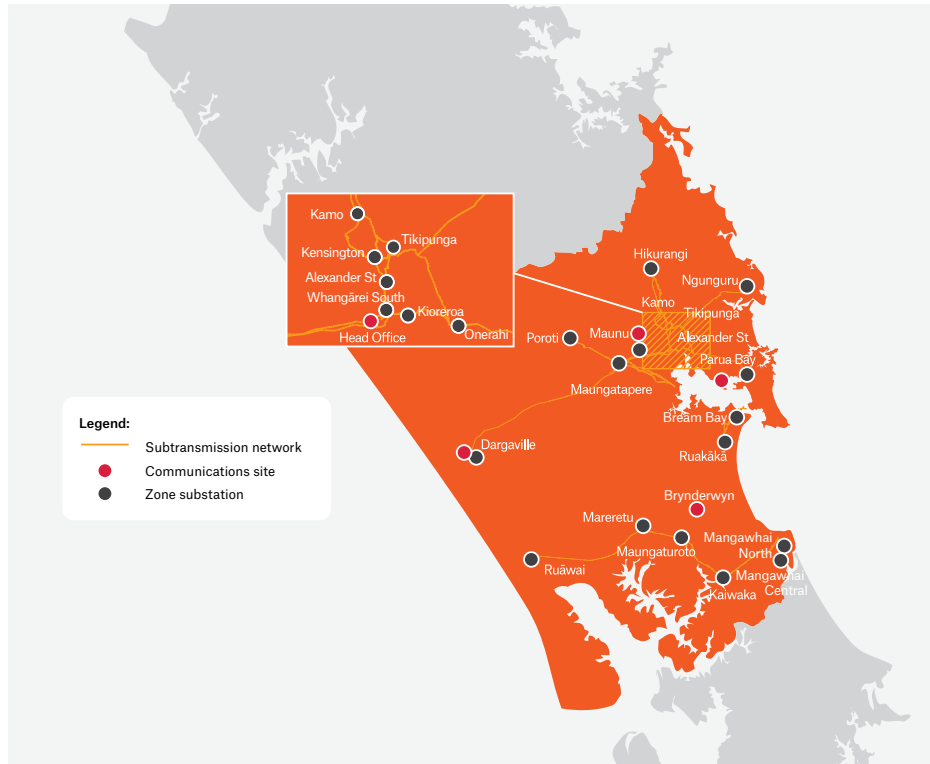 Kamo
Tikipunga
Kensington
Alexander St
Whangārei South
Kioreroa
Onerahi
Head Office
Hikurangi
Ngunguru
Kamo
Tikipunga
Maunu
Poroti
Alexander St
Parua Bay
Maungatapere
Bream Bay
Ruakākā
Dargaville
Brynderwyn
Mareretu
Maungaturoto
Mangawhai
North
Mangawhai
Central
Kaiwaka
Ruāwai
Legend:
Subtransmission network
Communications site
Zone substation